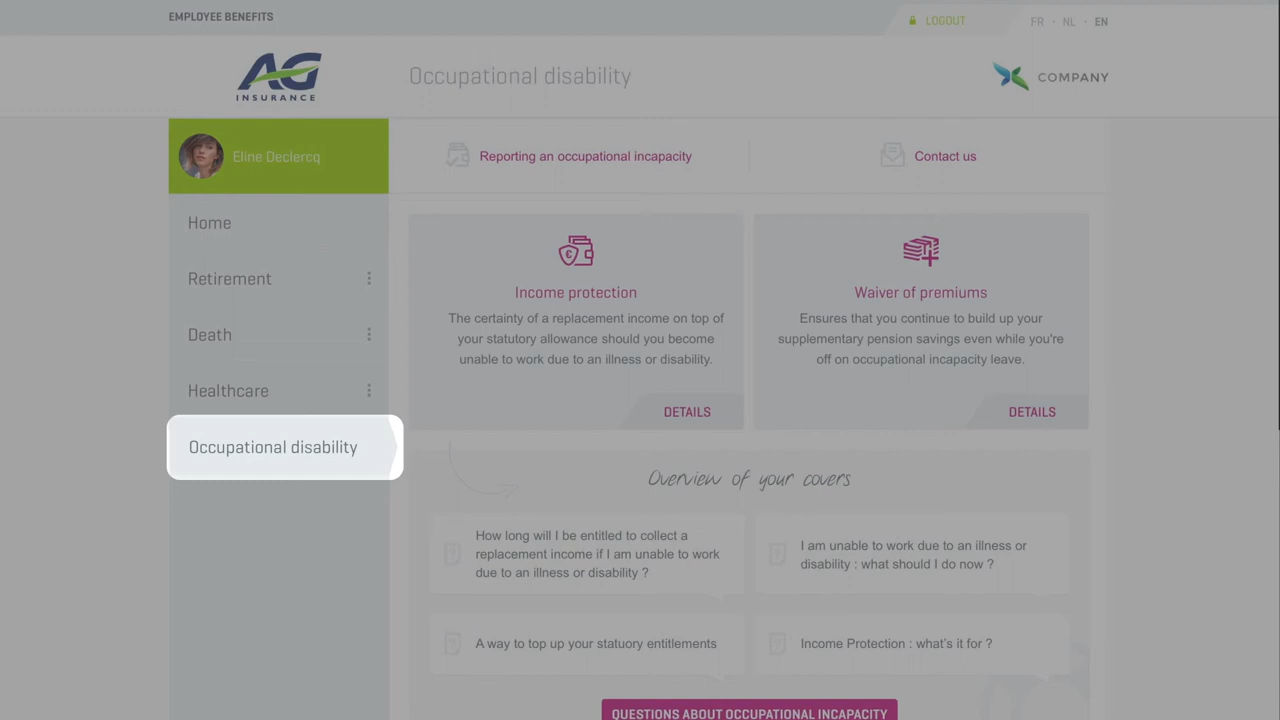 EMPLOYEE BENEFITS
LOGOUT
FR · NL · EN
AG
INSURANCE
Occupational disability
COMPANY
Eline Declercq
Reporting an occupational incapacity
Contact us
Home
Retirement
Death
Healthcare
Occupational disability
Income protection
The certainty of a replacement income on top of
your statutory allowance should you become
unable to work due to an illness or disability.
DETAILS
Waiver of premiums
Ensures that you continue to build up your
supplementary pension savings even while you're
off on occupational incapacity leave.
DETAILS
Overview of your covers
How long will I be entitled to collect a
replacement income if I am unable to work
due to an illness or disability ?
I am unable to work due to an illness or
disability : what should I do now ?
A way to top up your statuory entitlements
Income Protection : what's it for ?
QUESTIONS ABOUT OCCUPATIONAL INCAPACITY